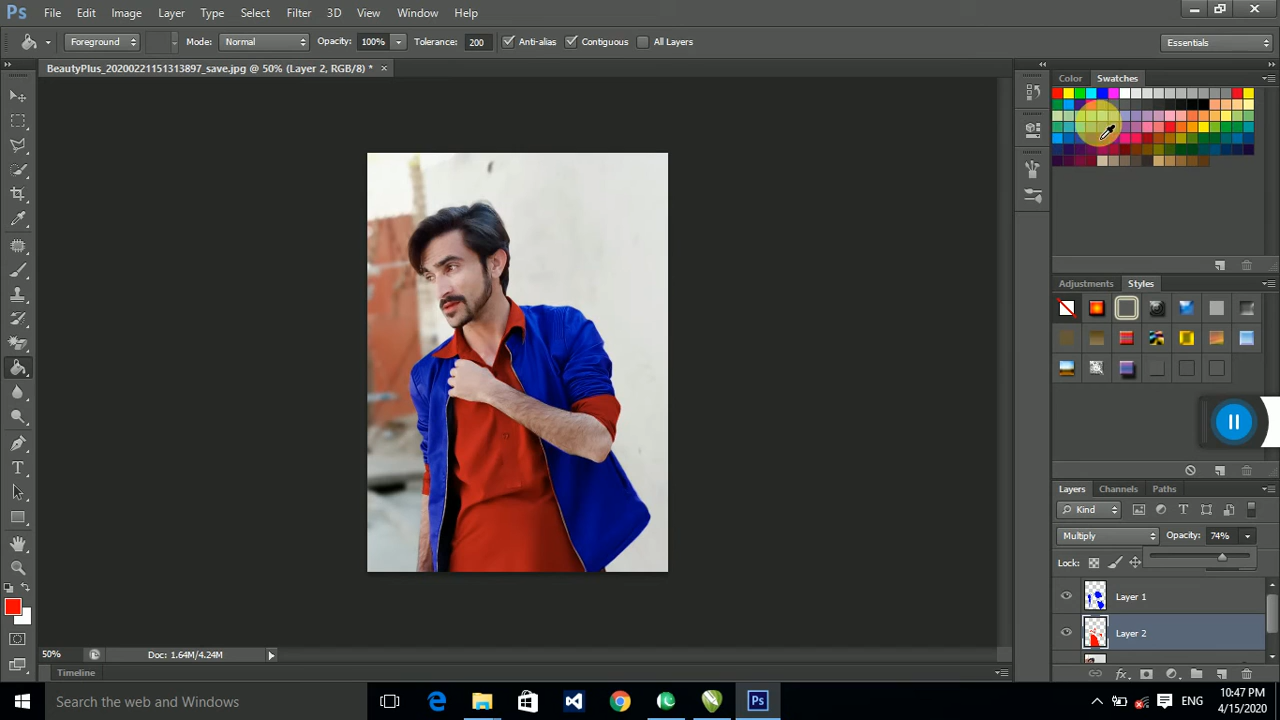 Ps File Edit Image Layer Type Select Filter 3D View Window Help
Foreground Mode: Normal Opacity: 100% Tolerance: 200 Anti-alias Contiguous All Layers Essentials
BeautyPlus_20200221151313897_save.jpg @ 50% (Layer 2, RGB/8) *
Color Swatches
Adjustments Styles
Layers Channels Paths
Kind
Multiply Opacity: 74%
Lock:
Layer 1
Layer 2
50% Doc: 1.64M/4.24M
Timeline
Search the web and Windows
Ps
ENG
10:47 PM
4/15/2020